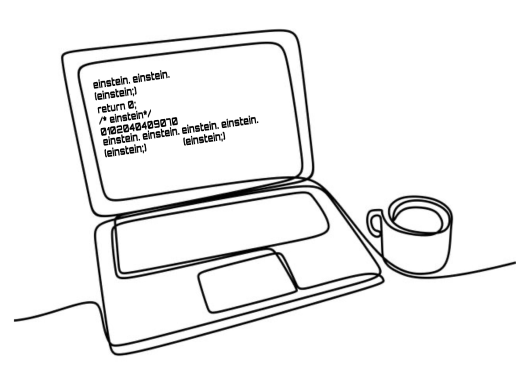 einstein. einstein.
(einstein;)
return 0;
/* einstein*/
0102040409070
einstein. einstein. einstein. einstein.
(einstein;) (einstein;)